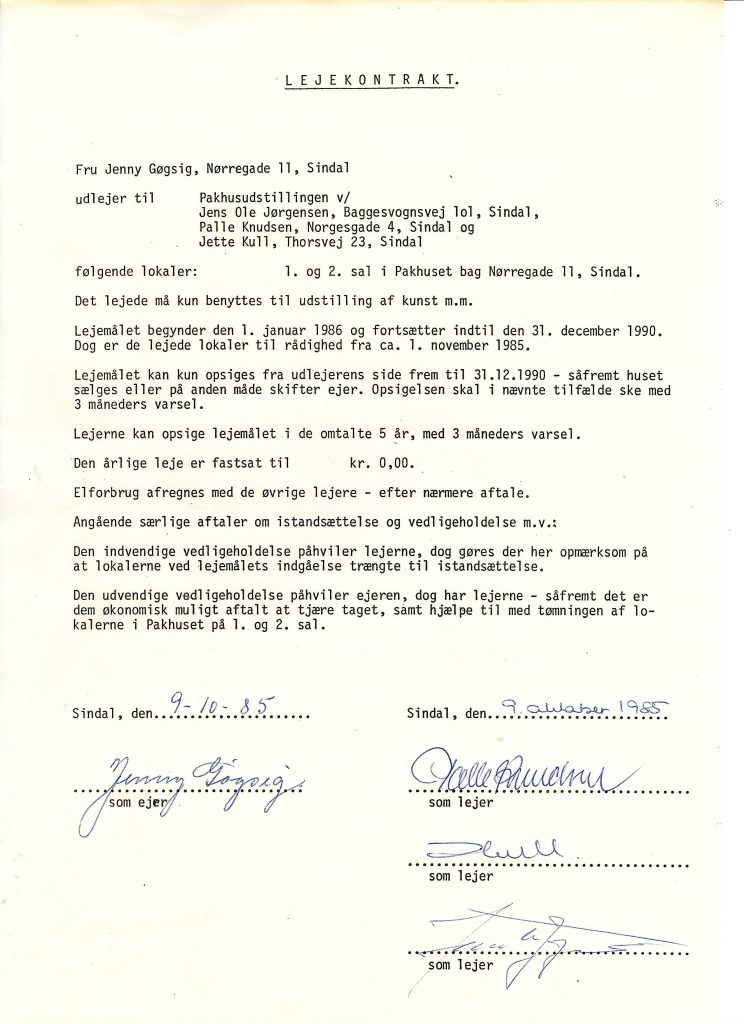 LEJEKONTRAKT.
Fru Jenny Gøgsig, Nørregade 11, Sindal
udlejer til Pakhusudstillingen v/
Jens Ole Jørgensen, Baggesvognsvej lol, Sindal,
Palle Knudsen, Norgesgade 4, Sindal og
Jette Kull, Thorsvej 23, Sindal
følgende lokaler: 1. og 2. sal i Pakhuset bag Nørregade 11, Sindal.
Det lejede må kun benyttes til udstilling af kunst m.m.
Lejemålet begynder den 1. januar 1986 og fortsætter indtil den 31. december 1990.
Dog er de lejede lokaler til rådighed fra ca. 1. november 1985.
Lejemålet kan kun opsiges fra udlejerens side frem til 31.12.1990 - såfremt huset
sælges eller på anden måde skifter ejer. Opsigelsen skal i nævnte tilfælde ske med
3 måneders varsel.
Lejerne kan opsige lejemålet i de omtalte 5 år, med 3 måneders varsel.
Den årlige leje er fastsat til kr. 0,00.
Elforbrug afregnes med de øvrige lejere - efter nærmere aftale.
Angående særlige aftaler om istandsættelse og vedligeholdelse m.v.:
Den indvendige vedligeholdelse påhviler lejerne, dog gøres der her opmærksom på
at lokalerne ved lejemålets indgåelse trængte til istandsættelse.
Den udvendige vedligeholdelse påhviler ejeren, dog har lejerne - såfremt det er
dem økonomisk muligt aftalt at tjære taget, samt hjælpe til med tømningen af lo-
kalerne i Pakhuset på 1. og 2. sal.
Sindal, den 9-10-85
Sindal, den 9. oktober 1985
Jenny Gøgsig
som ejer
Palle Knudsen
som lejer
som lejer
som lejer